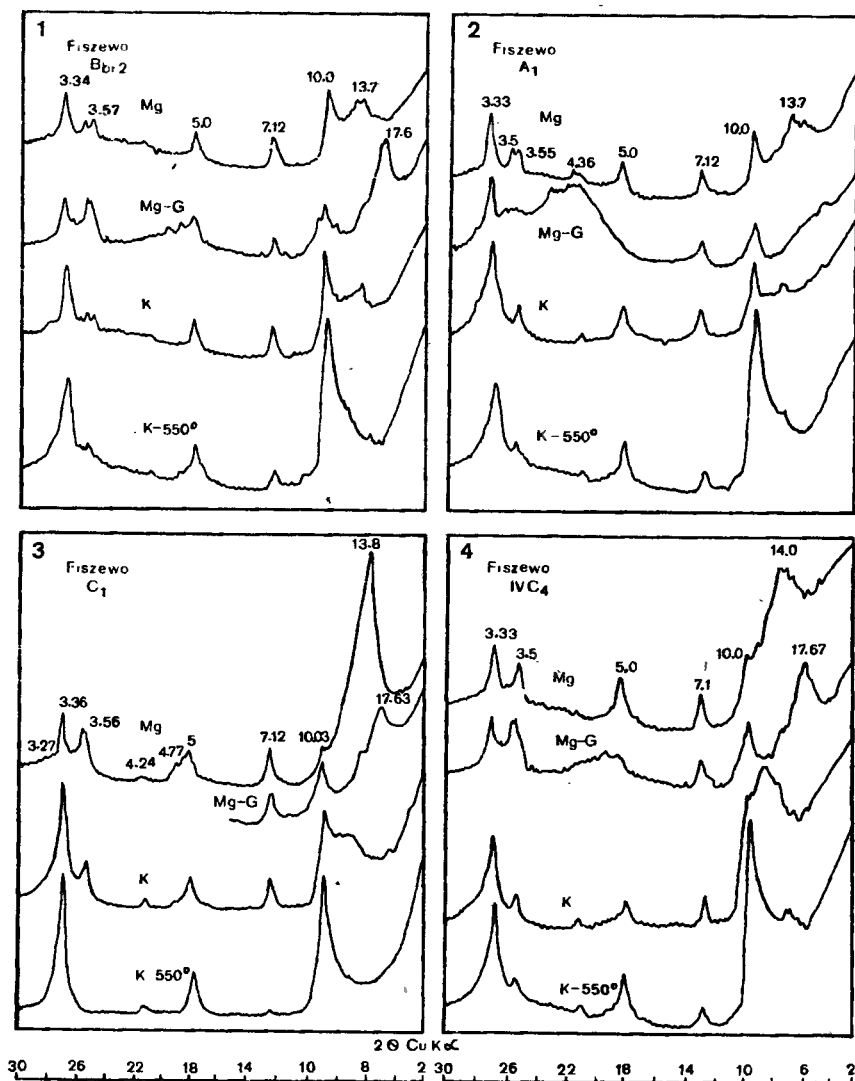 1
Fiszewo
Bbr2
3.34
3.57
Mg
5.0
7.12
10.0
13.7
17.6
Mg-G
K
K-550°
2
Fiszewo
A1
3.33
Mg
3.5
3.55
4.36
5.0
7.12
10.0
13.7
Mg-G
K
K-550°
3
Fiszewo
C1
13.8
3.36
3.27
3.56
Mg
4.24
4.77
5
7.12
10.03
17.63
Mg-G
K
K 550°
4
Fiszewo
IVC4
14.0
3.33
3.5
Mg
5.0
7.1
10.0
17.67
Mg-G
K
K-550°
2 Θ Cu K∝
30 26 22 18 14 10 6 2 30 26 22 18 14 10 6 2